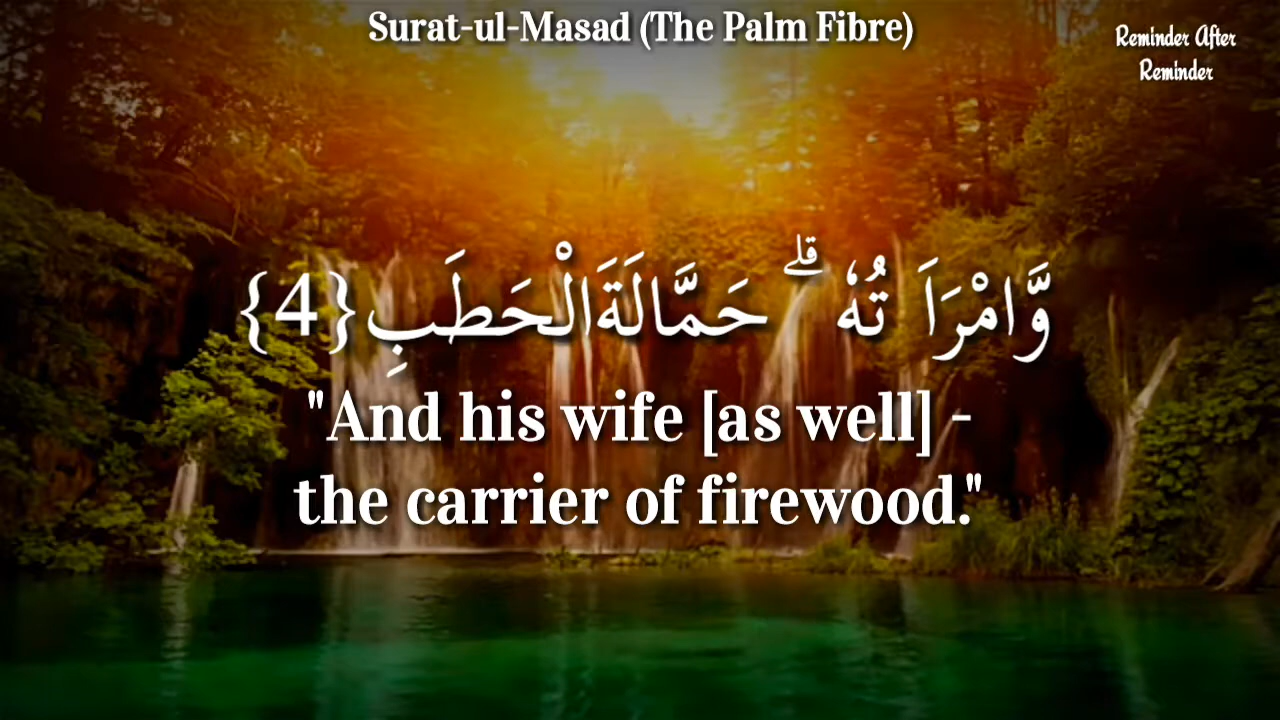 Surat-ul-Masad (The Palm Fibre)
Reminder After
Reminder
وَّامْرَاَ تُهٗ ۗ حَمَّالَةَالْحَطَبِ{4}
"And his wife [as well] -
the carrier of firewood."